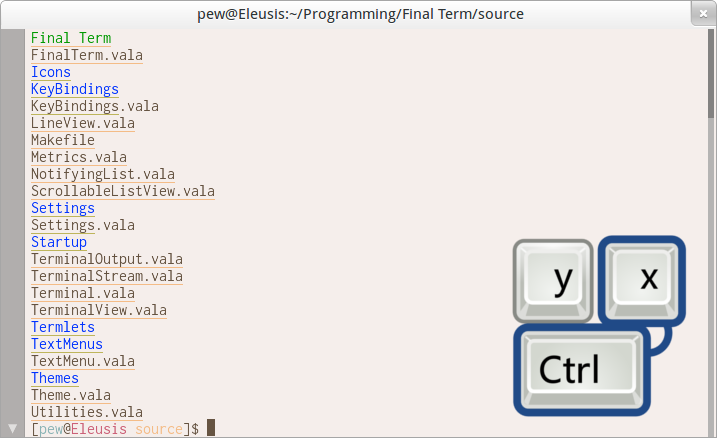 pew@Eleusis:~/Programming/Final Term/source
Final Term
FinalTerm.vala
Icons
KeyBindings
KeyBindings.vala
LineView.vala
Makefile
Metrics.vala
NotifyingList.vala
ScrollableListView.vala
Settings
Settings.vala
Startup
TerminalOutput.vala
TerminalStream.vala
Terminal.vala
TerminalView.vala
Termlets
TextMenus
TextMenu.vala
Themes
Theme.vala
Utilities.vala
[pew@Eleusis source]$
y x
Ctrl